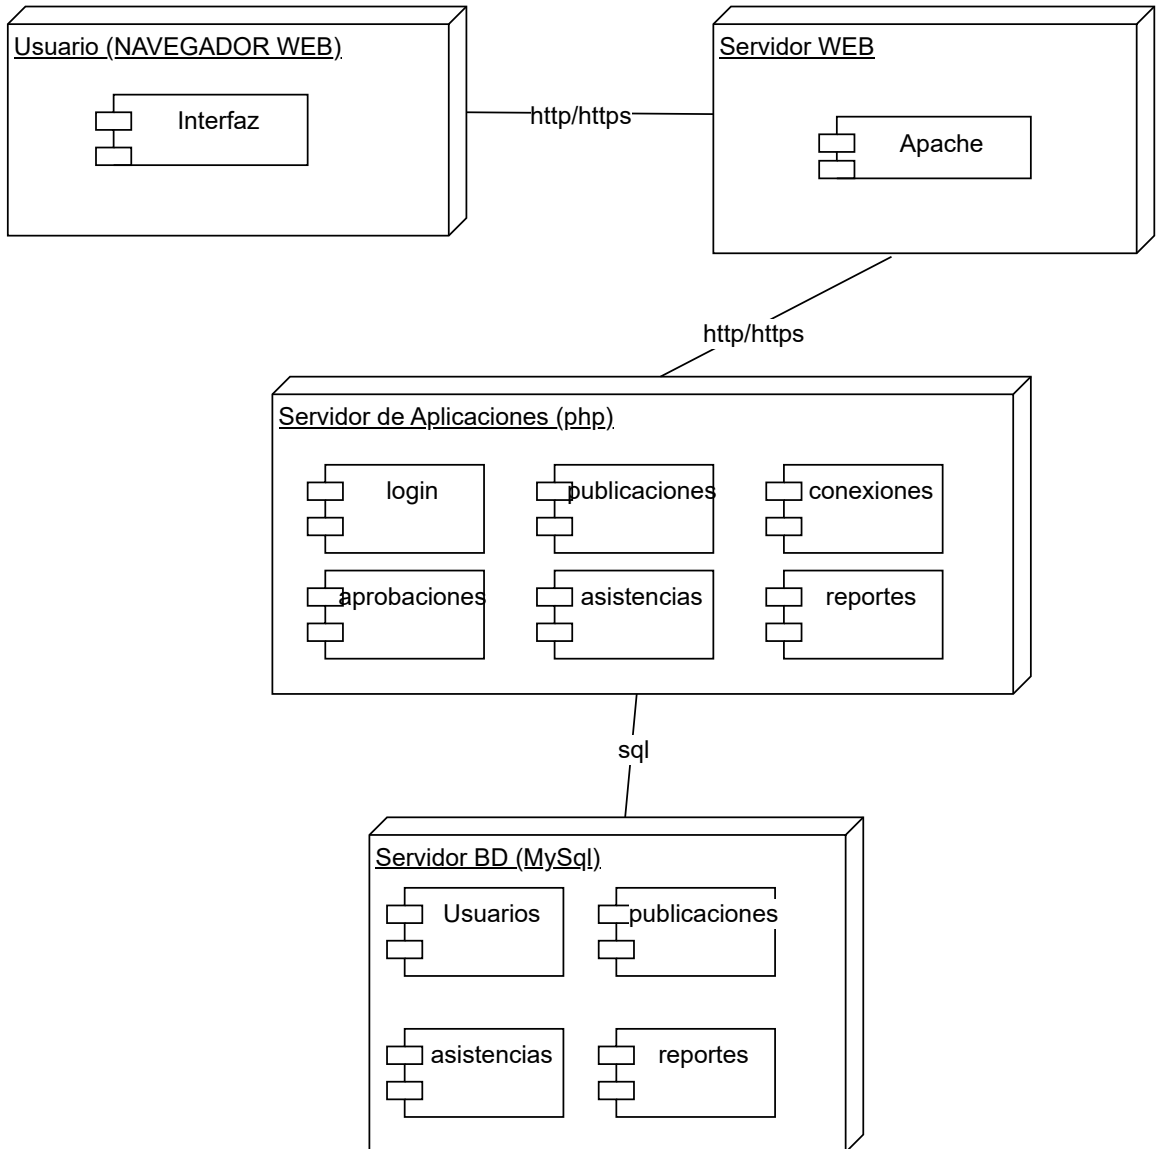 Usuario (NAVEGADOR WEB)
Interfaz
http/https
Servidor WEB
Apache
http/https
Servidor de Aplicaciones (php)
login
publicaciones
conexiones
aprobaciones
asistencias
reportes
sql
Servidor BD (MySql)
Usuarios
publicaciones
asistencias
reportes